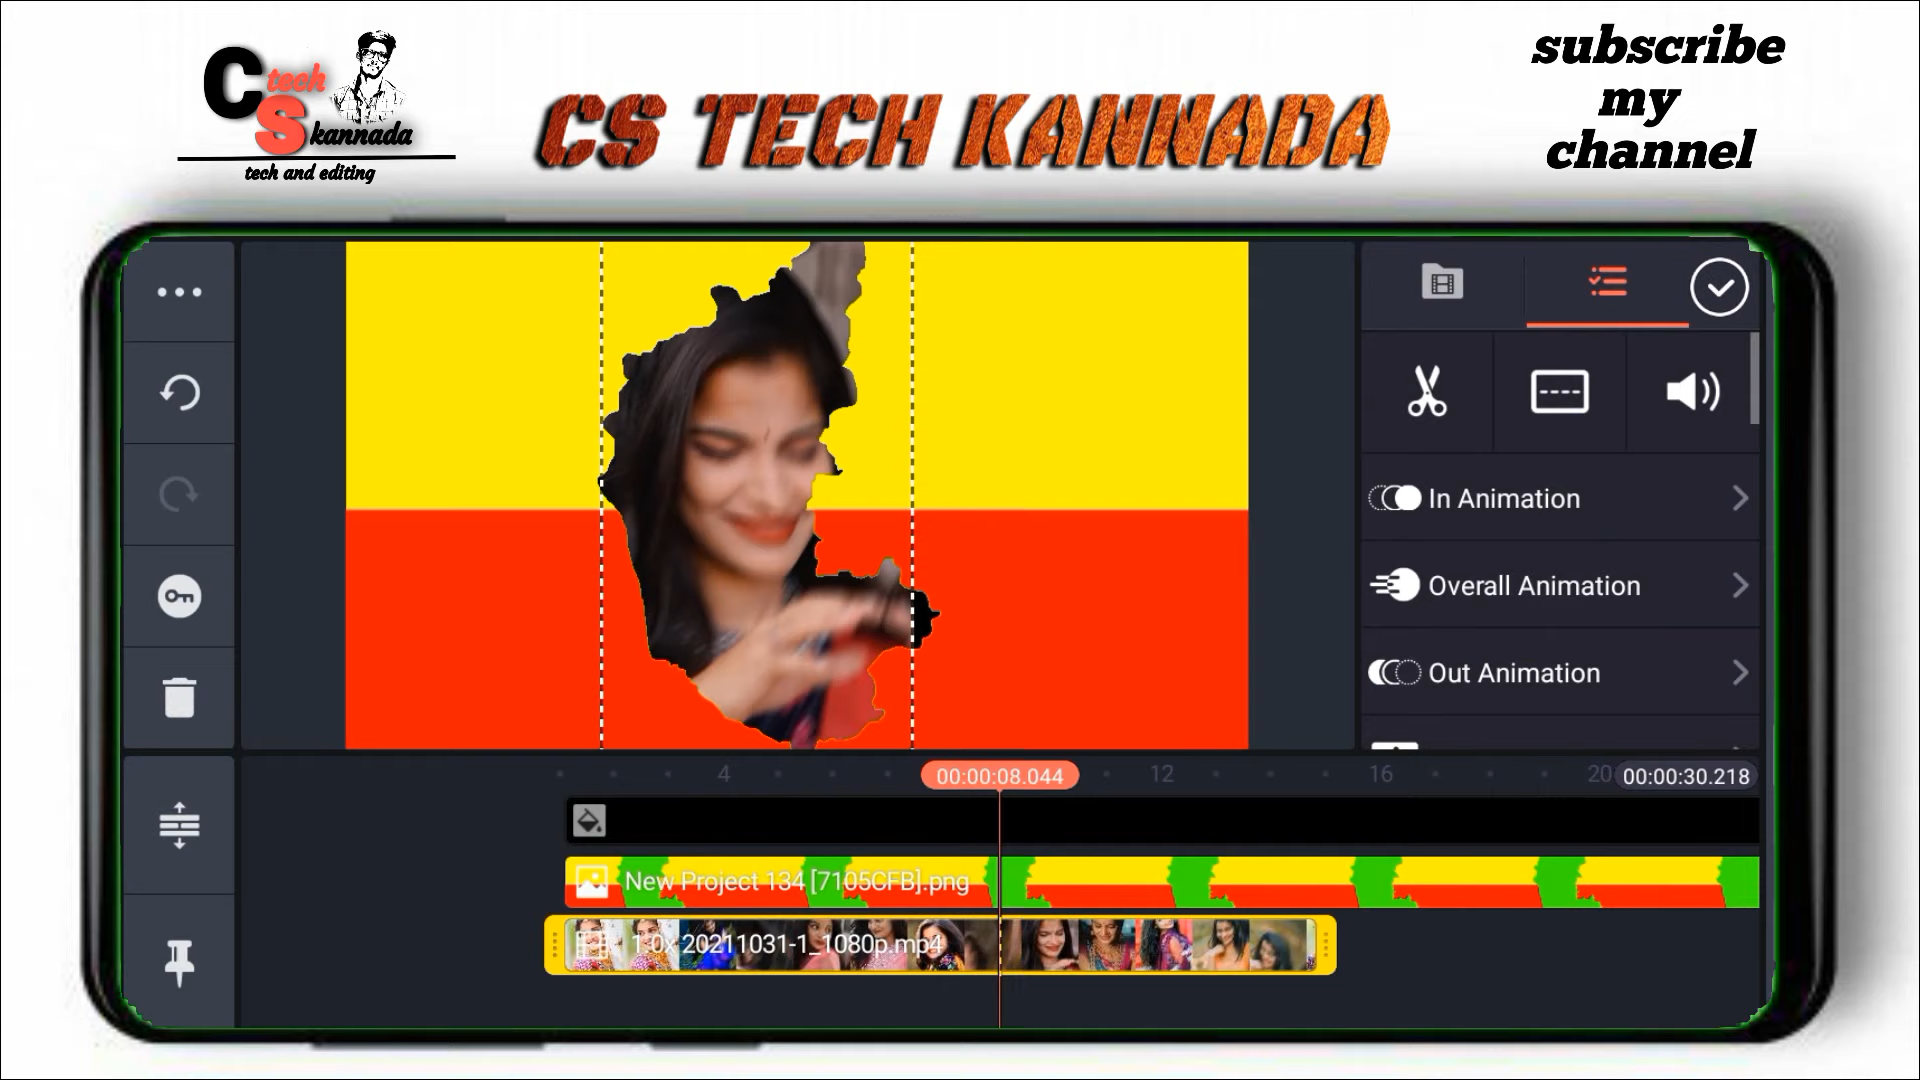 C tech
S kannada
tech and editing
CS TECH KANNADA
subscribe
my
channel
In Animation
Overall Animation
Out Animation
4
00:00:08.044
12
16
20
00:00:30.218
New Project 134 [7105CFB].png
1.0x 20211031-1_1080p.mp4